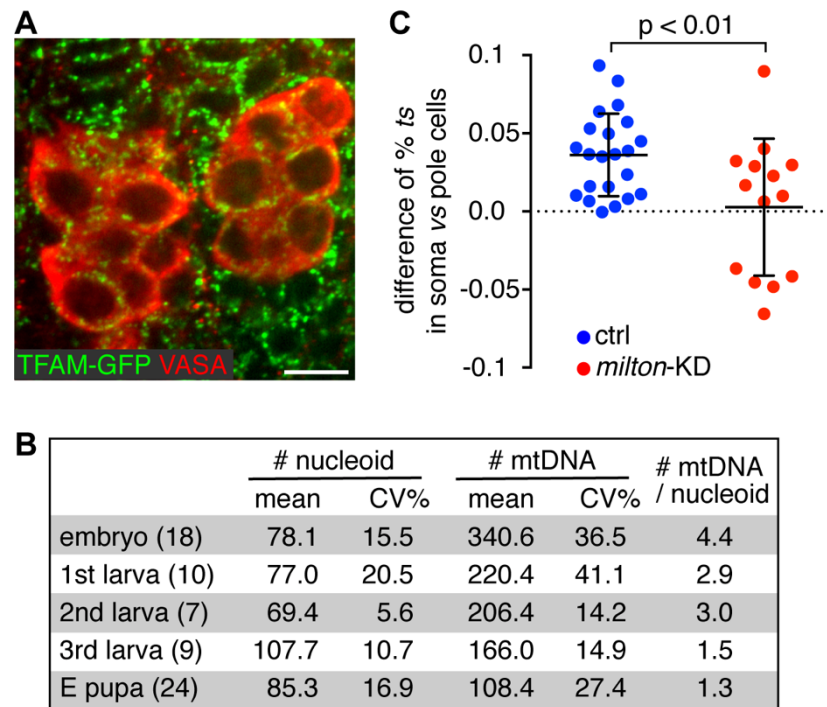 A
TFAM-GFP VASA
C
p < 0.01
0.1
0.05
0.0
-0.05
-0.1
difference of % ts
in soma vs pole cells
ctrl
milton-KD
B
# nucleoid # mtDNA # mtDNA / nucleoid
mean CV% mean CV%
embryo (18) 78.1 15.5 340.6 36.5 4.4
1st larva (10) 77.0 20.5 220.4 41.1 2.9
2nd larva (7) 69.4 5.6 206.4 14.2 3.0
3rd larva (9) 107.7 10.7 166.0 14.9 1.5
E pupa (24) 85.3 16.9 108.4 27.4 1.3